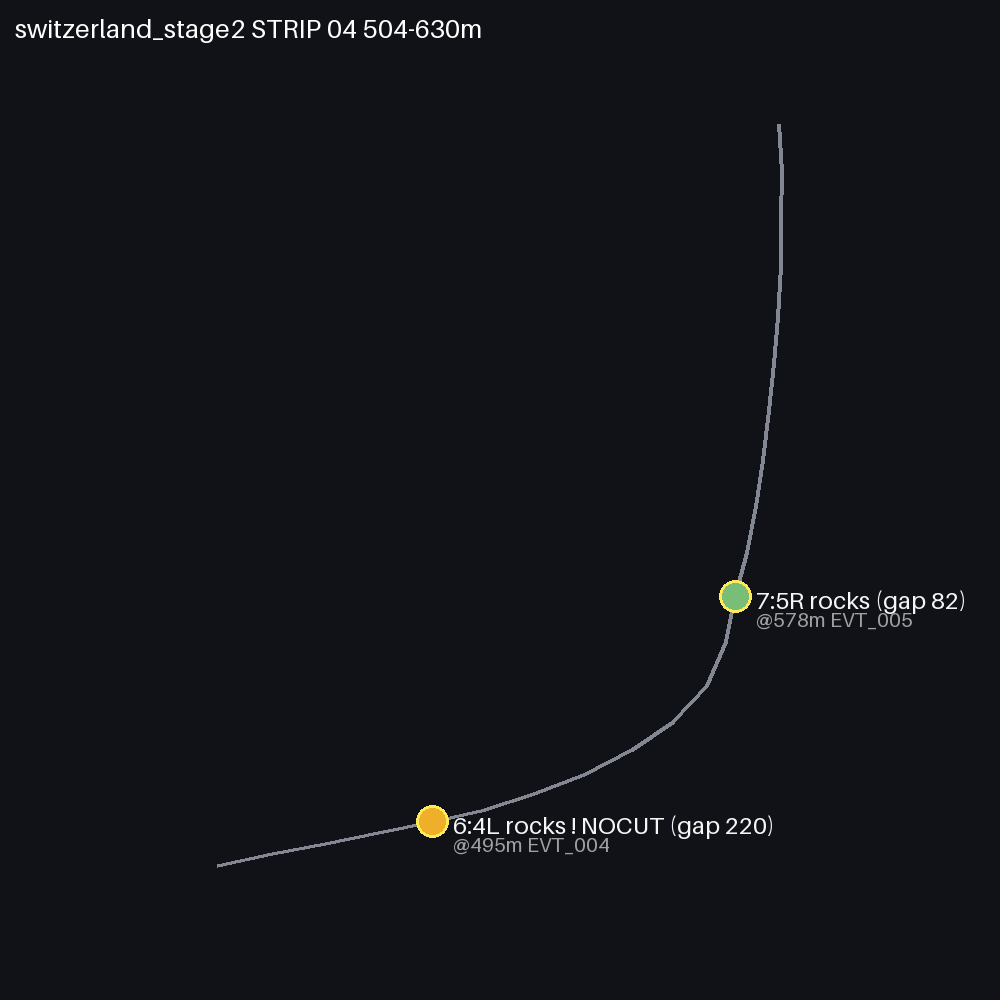 switzerland_stage2 STRIP 04 504-630m
7:5R rocks (gap 82)
@578m EVT_005
6:4L rocks ! NOCUT (gap 220)
@495m EVT_004